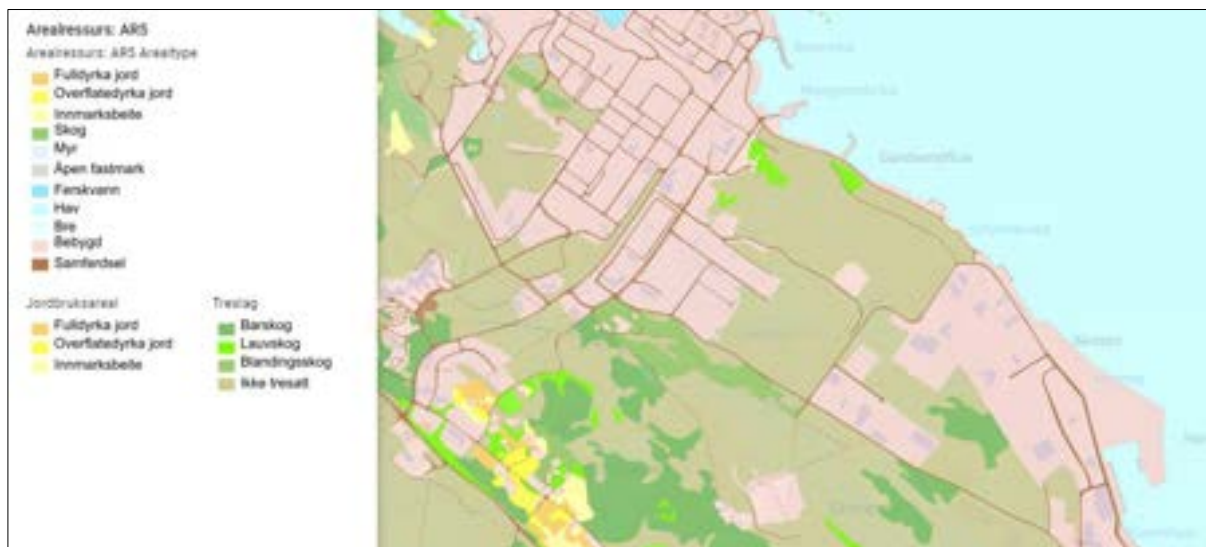 Arealressurs: AR5
Arealressurs: AR5 Arealtype
Fulldyrka jord
Overflatedyrka jord
Innmarksbeite
Skog
Myr
Åpen fastmark
Ferskvann
Hav
Bre
Bebygd
Samferdsel
Jordbruksareal
Fulldyrka jord
Overflatedyrka jord
Innmarksbeite
Treslag
Barskog
Lauvskog
Blandingsskog
Ikke tresatt